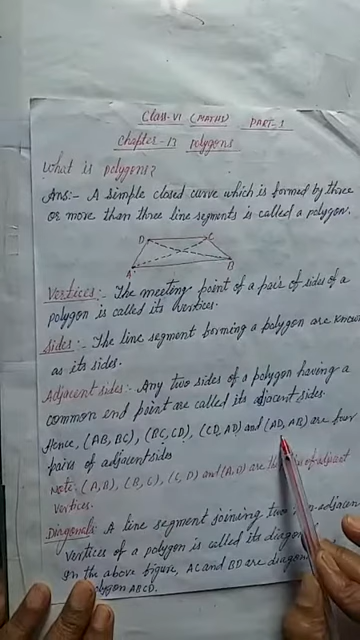 Class-VI (MATHS) PART-1
Chapter-13 Polygons
What is polygons?
Ans:- A simple closed curve which is formed by three
or more than three line segments is called a polygon.
D C
A B
Vertices:- The meeting point of a pair of sides of a
polygon is called its vertices.
Sides:- The line segment forming a polygon are known
as its sides.
Adjacent sides:- Any two sides of a polygon having a
common end point are called its adjacent sides.
Hence, (AB, BC), (BC, CD), (CD, AD) and (AD, AB) are four
pairs of adjacent sides
Note: (A, B), (B, C), (C, D) and (A, D) are the of adjacent
vertices.
Diagonals: A line segment joining two adjacen
vertices of a polygon is called its
In the above figure, AC and BD are
ABCD.